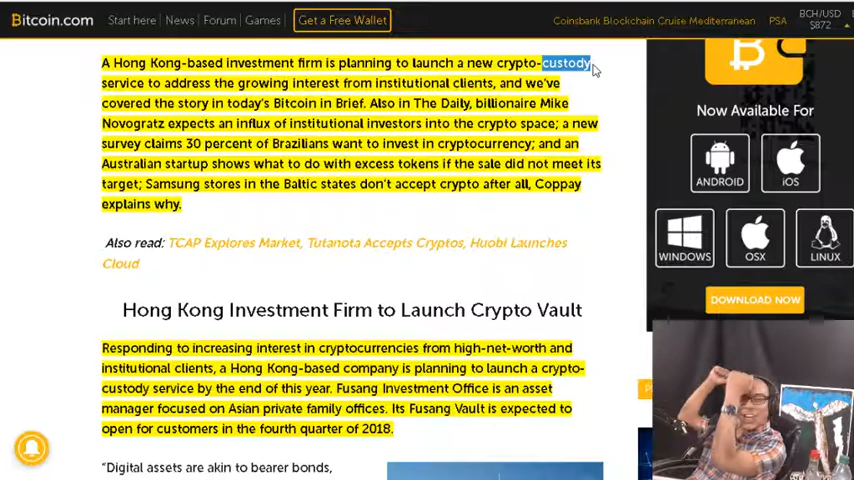 Bitcoin.com Start here News Forum Games Get a Free Wallet Coinsbank Blockchain Cruise Mediterranean PSA BCH/USD
$872
A Hong Kong-based investment firm is planning to launch a new crypto-custody
service to address the growing interest from institutional clients, and we've
covered the story in today's Bitcoin in Brief. Also in The Daily, billionaire Mike
Novogratz expects an influx of institutional investors into the crypto space; a new
survey claims 30 percent of Brazilians want to invest in cryptocurrency; and an
Australian startup shows what to do with excess tokens if the sale did not meet its
target; Samsung stores in the Baltic states don't accept crypto after all, Coppay
explains why.
Also read: TCAP Explores Market, Tutanota Accepts Cryptos, Huobi Launches
Cloud
Hong Kong Investment Firm to Launch Crypto Vault
Responding to increasing interest in cryptocurrencies from high-net-worth and
institutional clients, a Hong Kong-based company is planning to launch a crypto-
custody service by the end of this year. Fusang Investment Office is an asset
manager focused on Asian private family offices. Its Fusang Vault is expected to
open for customers in the fourth quarter of 2018.
"Digital assets are akin to bearer bonds,
Now Available For
ANDROID
iOS
WINDOWS
OSX
LINUX
DOWNLOAD NOW